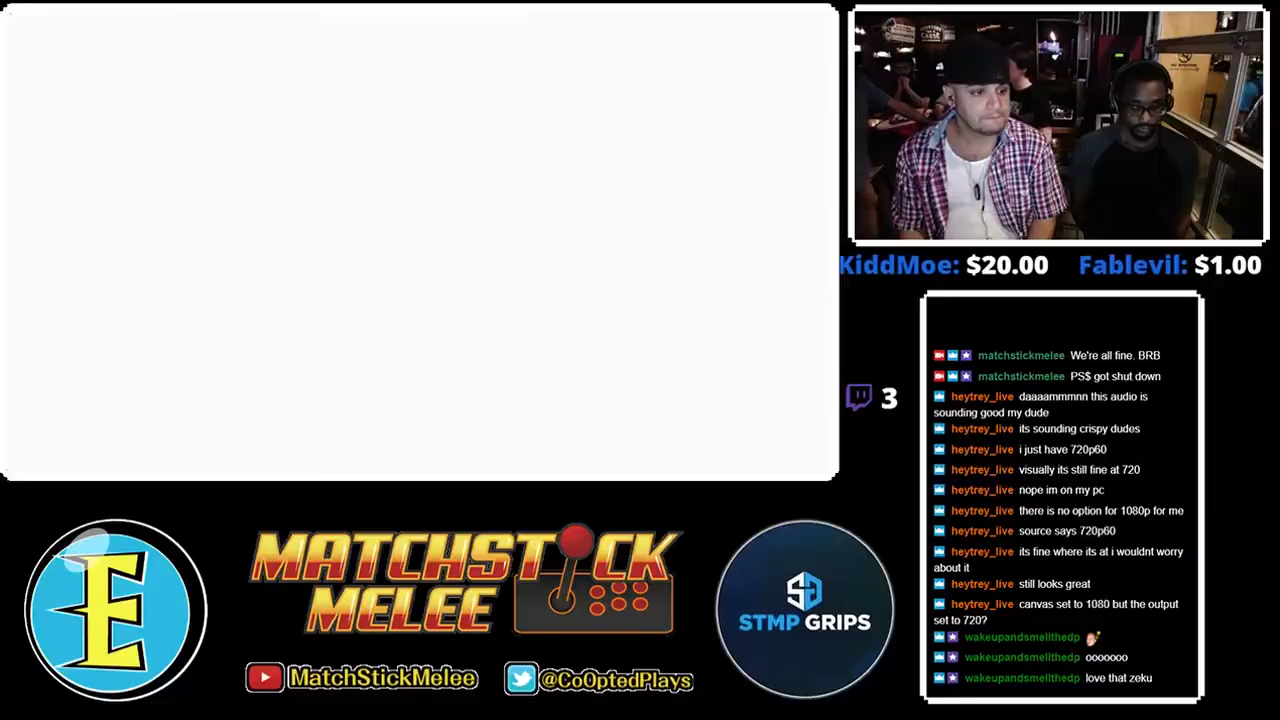 KiddMoe: $20.00 Fablevil: $1.00
matchstickmelee We're all fine. BRB
matchstickmelee PS$ got shut down
heytrey_live daaaammmnn this audio is
sounding good my dude
heytrey_live its sounding crispy dudes
heytrey_live i just have 720p60
heytrey_live visually its still fine at 720
heytrey_live nope im on my pc
heytrey_live there is no option for 1080p for me
heytrey_live source says 720p60
heytrey_live its fine where its at i wouldnt worry
about it
heytrey_live still looks great
heytrey_live canvas set to 1080 but the output
set to 720?
wakeupandsmellthedp
wakeupandsmellthedp ooooooo
wakeupandsmellthedp love that zeku
3
E
MATCHSTICK
MELEE
STMP GRIPS
MatchStickMelee
@CoOptedPlays